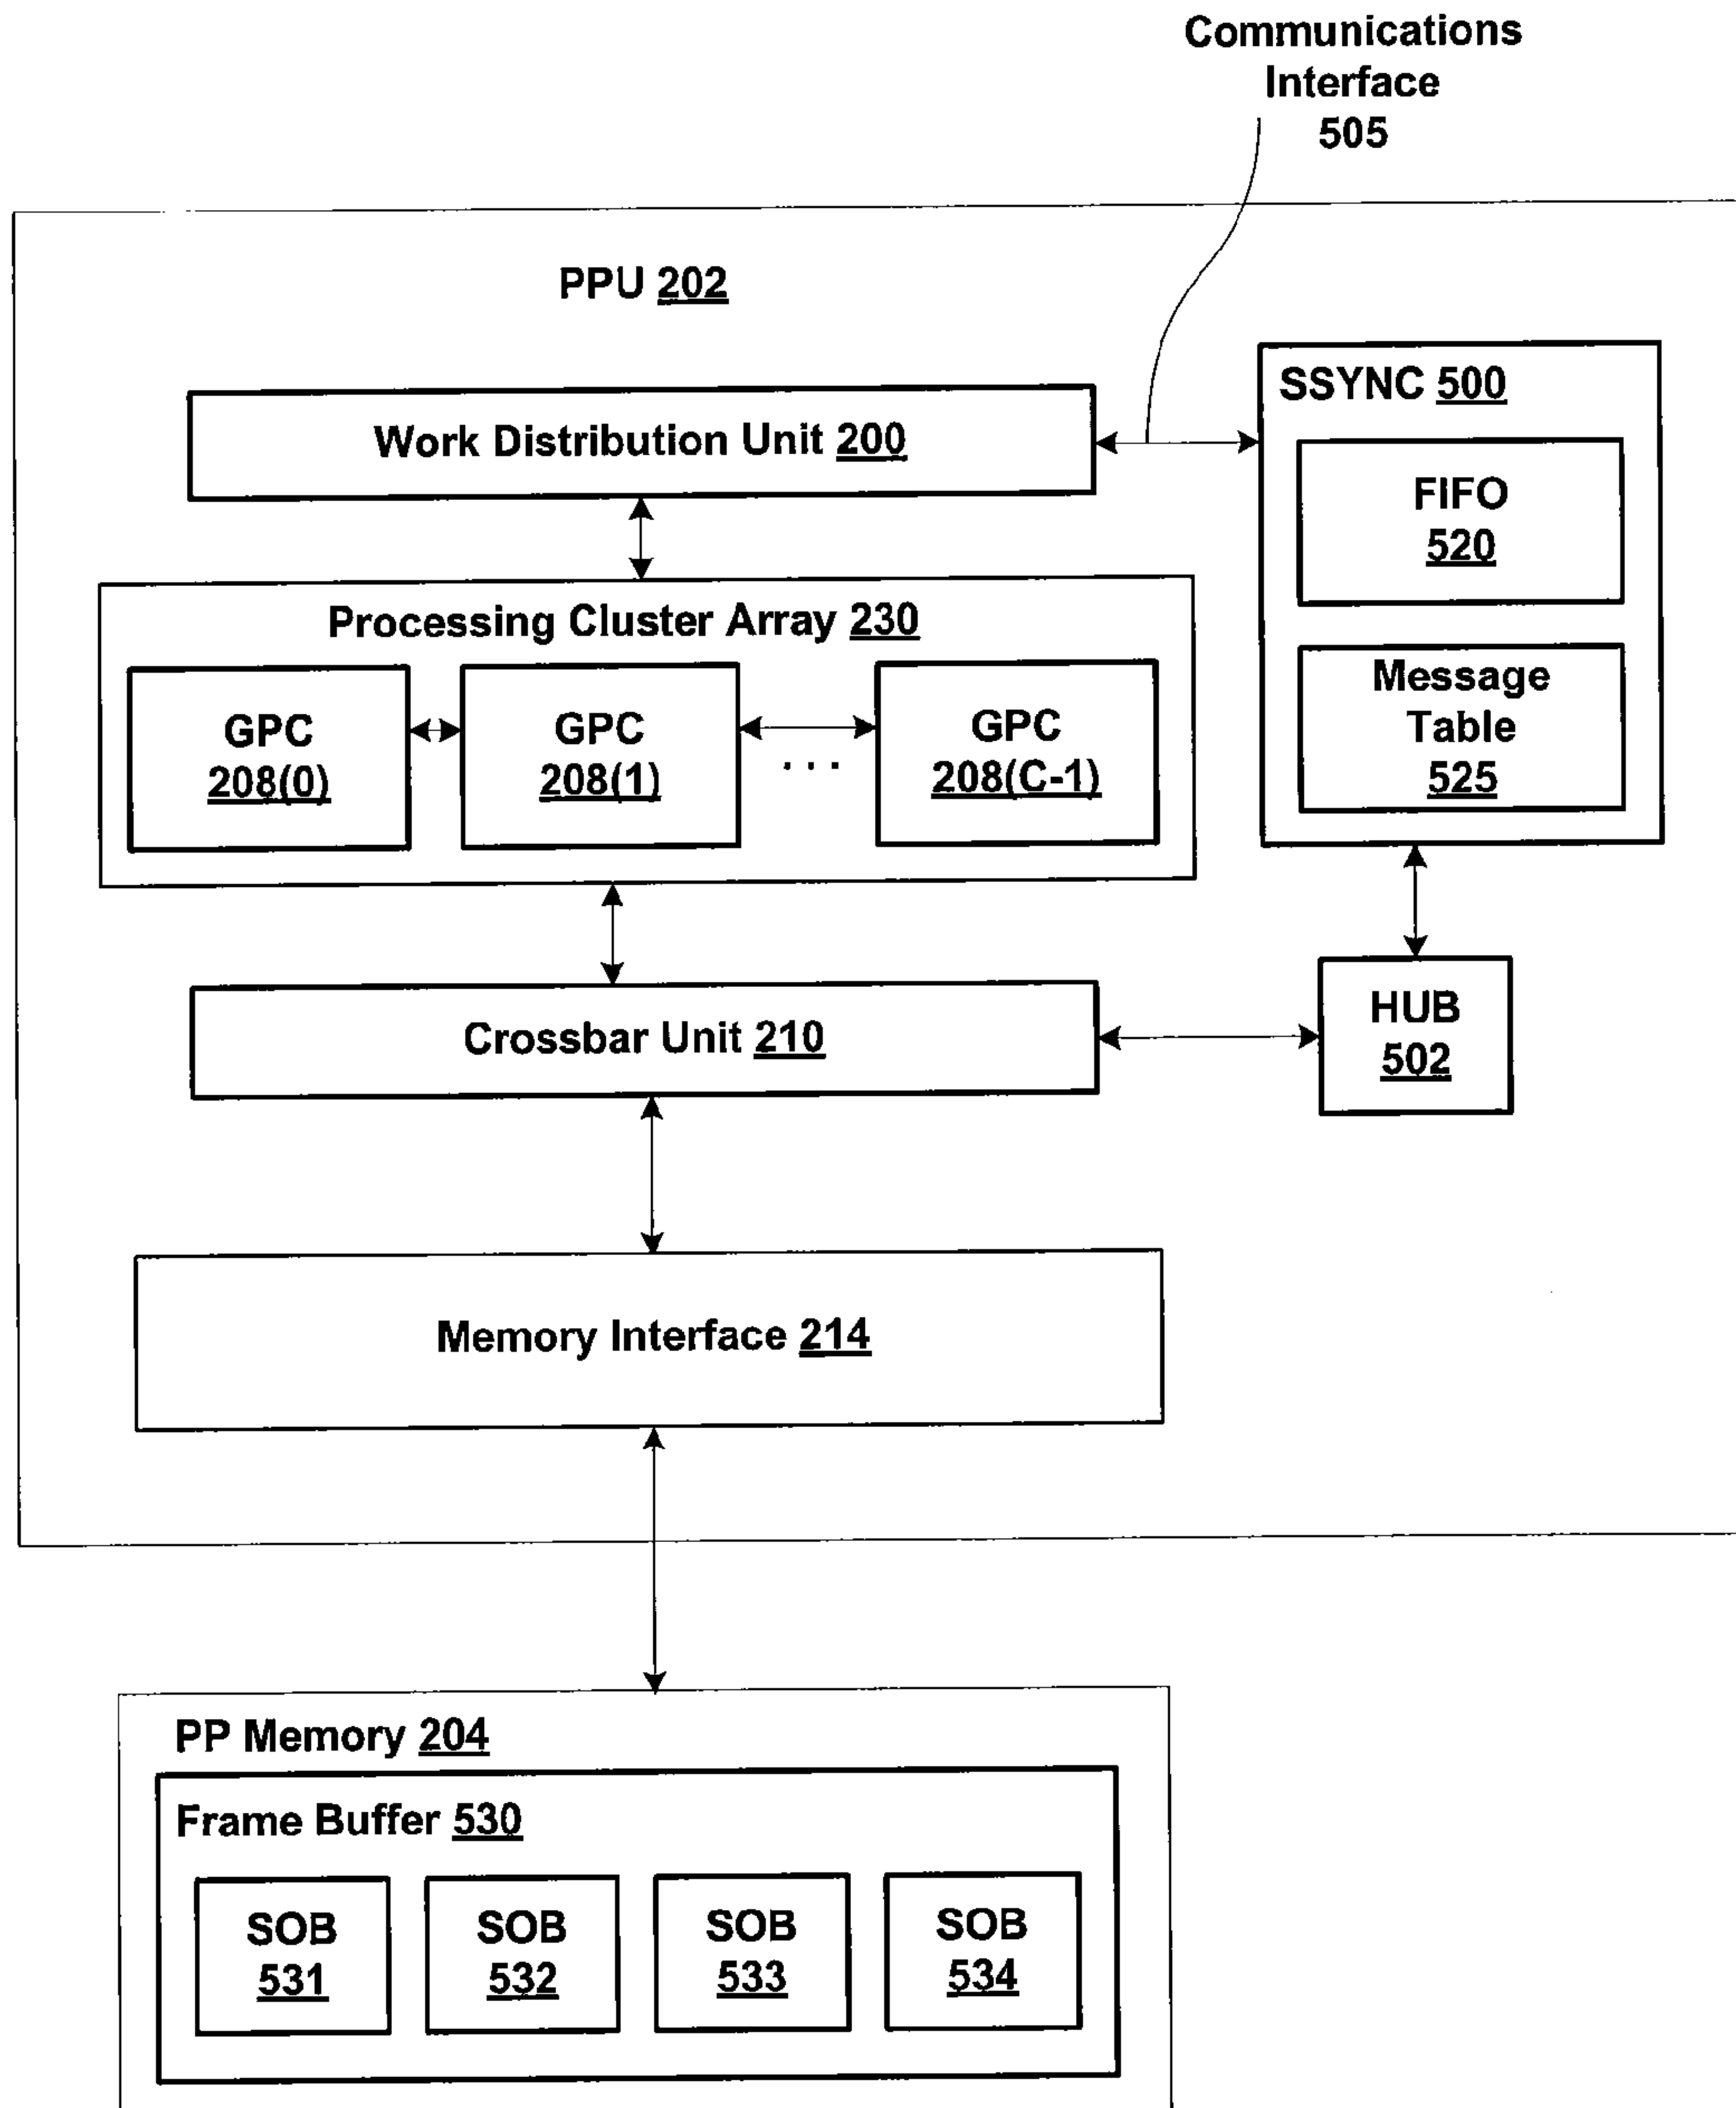 Communications
Interface
505
PPU 202
Work Distribution Unit 200
SSYNC 500
FIFO
520
Message
Table
525
Processing Cluster Array 230
GPC
208(0)
GPC
208(1)
. . .
GPC
208(C-1)
Crossbar Unit 210
HUB
502
Memory Interface 214
PP Memory 204
Frame Buffer 530
SOB
531
SOB
532
SOB
533
SOB
534